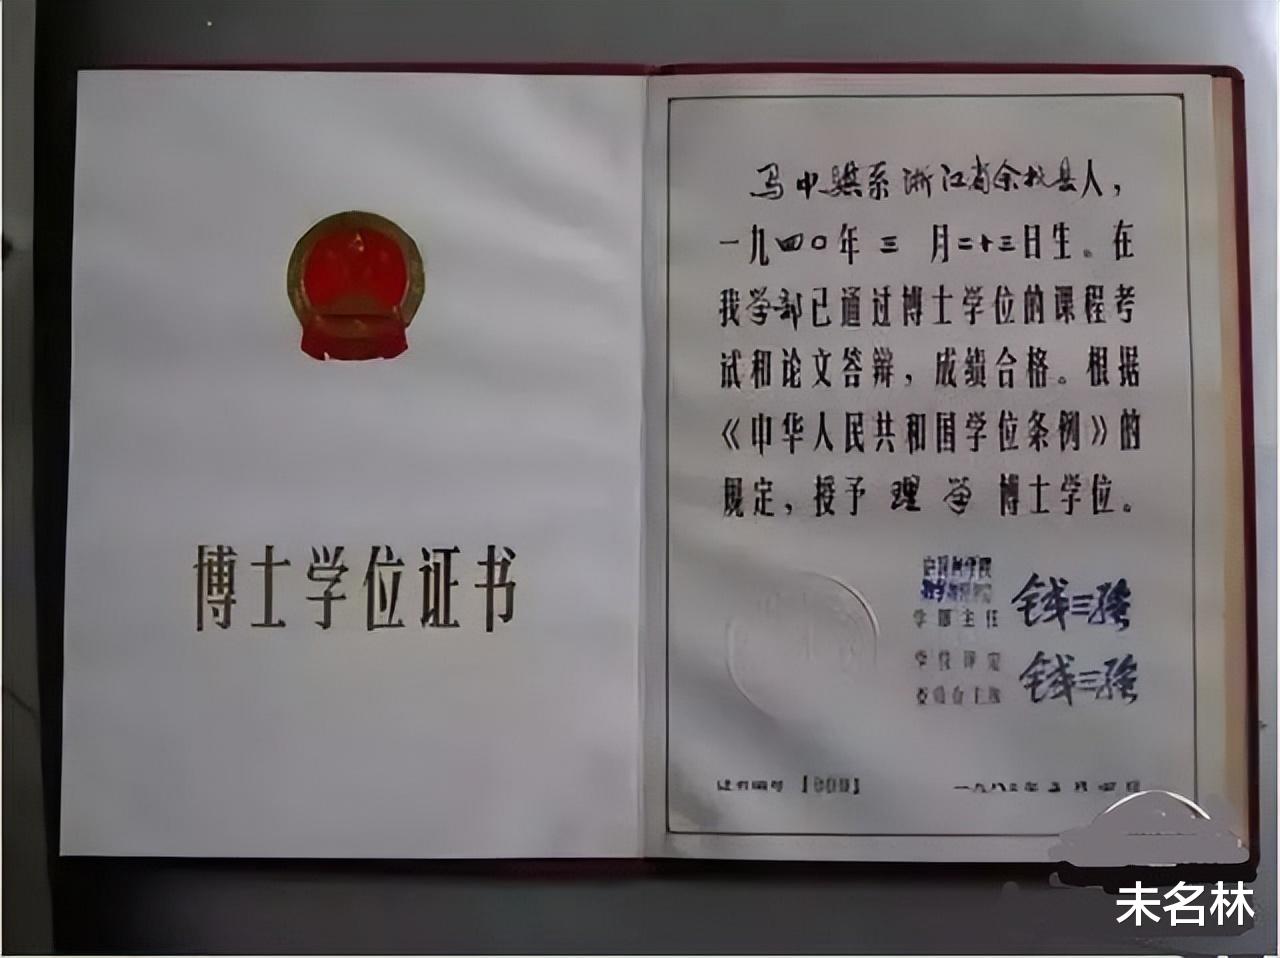 博士学位证书
马中骐系浙江省余杭县人，
一九四〇年三月二十三日生。在
我学部已通过博士学位的课程考
试和论文答辩，成绩合格。根据
《中华人民共和国学位条例》的
规定，授予理学博士学位。
学部主任 钱三强
学位评定
委员会主席 钱三强
证书编号
未名林